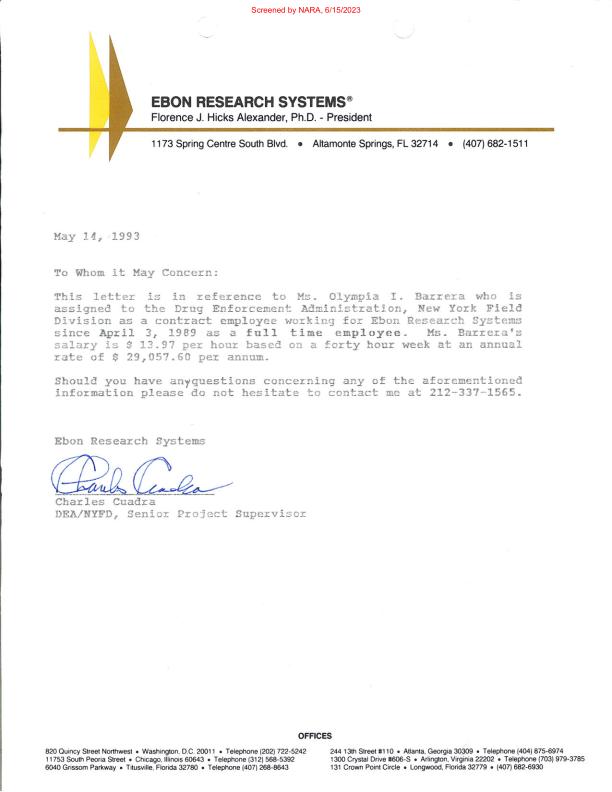 Screened by NARA, 6/15/2023
EBON RESEARCH SYSTEMS®
Florence J. Hicks Alexander, Ph.D. - President
1173 Spring Centre South Blvd. • Altamonte Springs, FL 32714 • (407) 682-1511
May 14, 1993
To Whom it May Concern:
This letter is in reference to Ms. Olympia I. Barrera who is
assigned to the Drug Enforcement Administration, New York Field
Division as a contract employee working for Ebon Research Systems
since April 3, 1989 as a full time employee. Ms. Barrera's
salary is $ 13.97 per hour based on a forty hour week at an annual
rate of $ 29,057.60 per annum.
Should you have anyquestions concerning any of the aforementioned
information please do not hesitate to contact me at 212-337-1565.
Ebon Research Systems
Charles Cuadra
Charles Cuadra
DEA/NYFD, Senior Project Supervisor
OFFICES
820 Quincy Street Northwest • Washington, D.C. 20011 • Telephone (202) 722-5242
11753 South Peoria Street • Chicago, Illinois 60643 • Telephone (312) 568-5392
6040 Grissom Parkway • Titusville, Florida 32780 • Telephone (407) 268-8643
244 13th Street #110 • Atlanta, Georgia 30309 • Telephone (404) 875-6974
1300 Crystal Drive #606-S • Arlington, Virginia 22202 • Telephone (703) 979-3785
131 Crown Point Circle • Longwood, Florida 32779 • (407) 682-6930